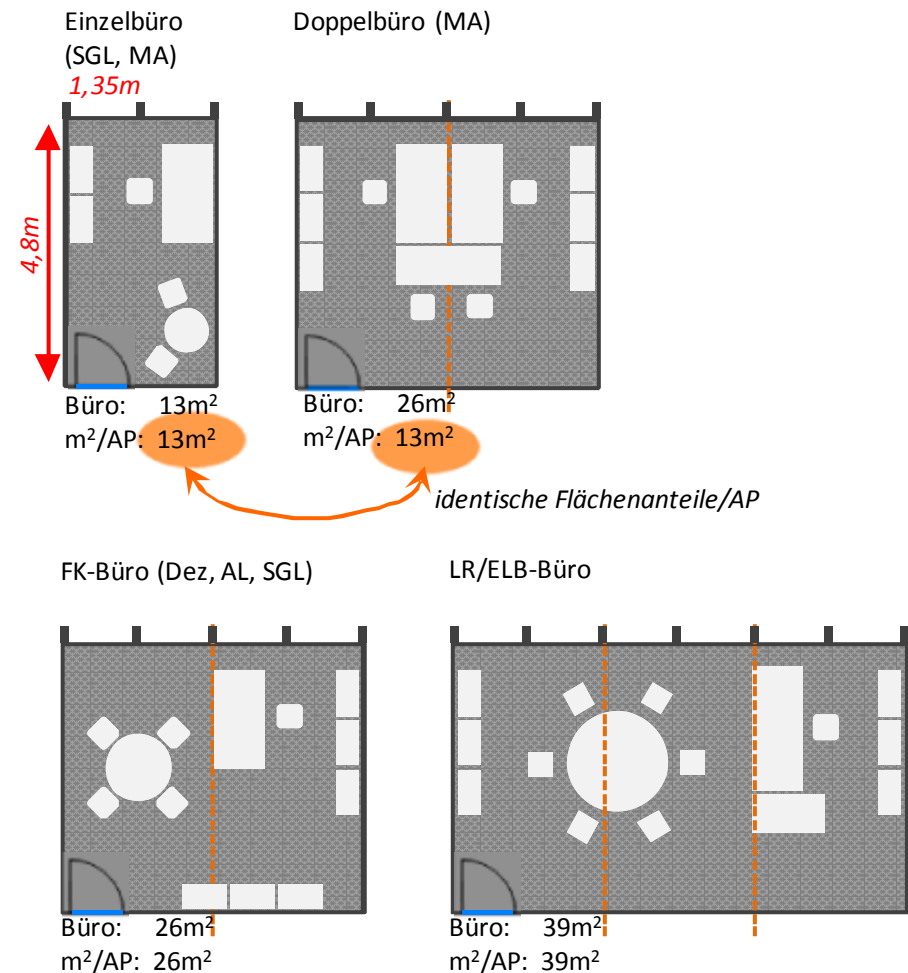 Einzelbüro
(SGL, MA)
1,35m
4,8m
Büro: 13m²
m²/AP: 13m²
Doppelbüro (MA)
Büro: 26m²
m²/AP: 13m²
identische Flächenanteile/AP
FK-Büro (Dez, AL, SGL)
Büro: 26m²
m²/AP: 26m²
LR/ELB-Büro
Büro: 39m²
m²/AP: 39m²